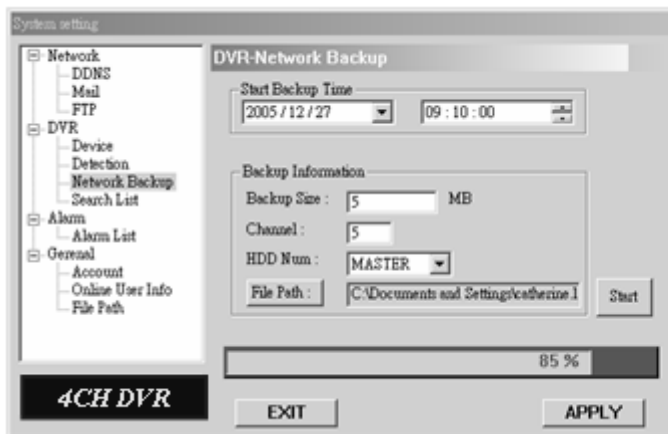 System setting
Network
DDNS
Mail
FTP
DVR
Device
Detection
Network Backup
Search List
Alarm
Alarm List
Gerenal
Account
Online User Info
File Path
4CH DVR
DVR-Network Backup
Start Backup Time
2005 / 12 / 27
09 : 10 : 00
Backup Information
Backup Size : 5 MB
Channel : 5
HDD Num : MASTER
File Path : C:\Documents and Settings\catherine.l
Start
85 %
EXIT
APPLY